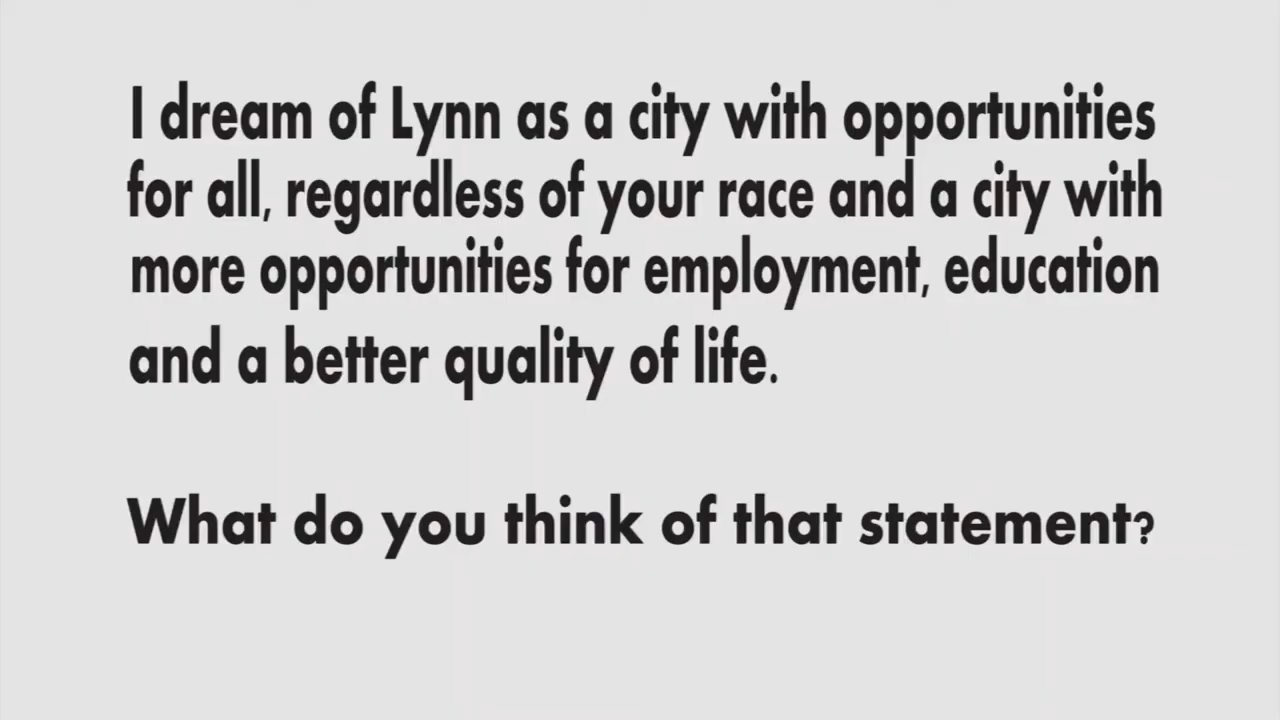 I dream of Lynn as a city with opportunities
for all, regardless of your race and a city with
more opportunities for employment, education
and a better quality of life.
What do you think of that statement?